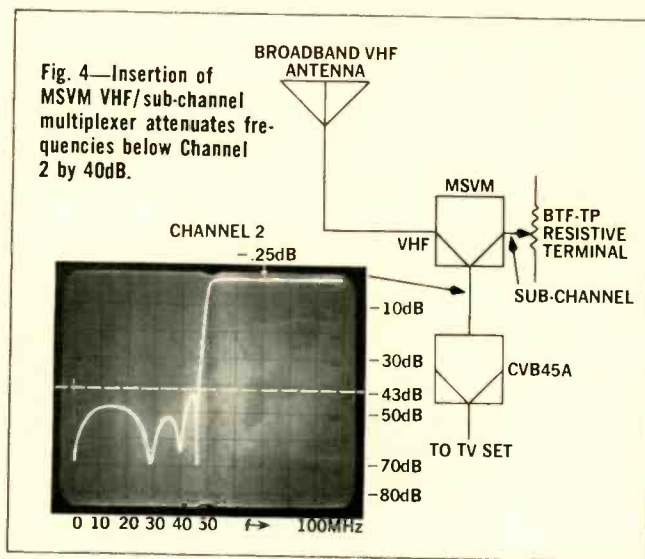 Fig. 4—Insertion of
MSVM VHF/sub-channel
multiplexer attenuates fre-
quencies below Channel
2 by 40dB.
BROADBAND VHF
ANTENNA
MSVM
VHF
BTF-TP
RESISTIVE
TERMINAL
SUB-CHANNEL
CVB45A
TO TV SET
CHANNEL 2
-.25dB
-10dB
-30dB
-43dB
-50dB
-70dB
-80dB
0 10 20 30 40 50 f→ 100MHz